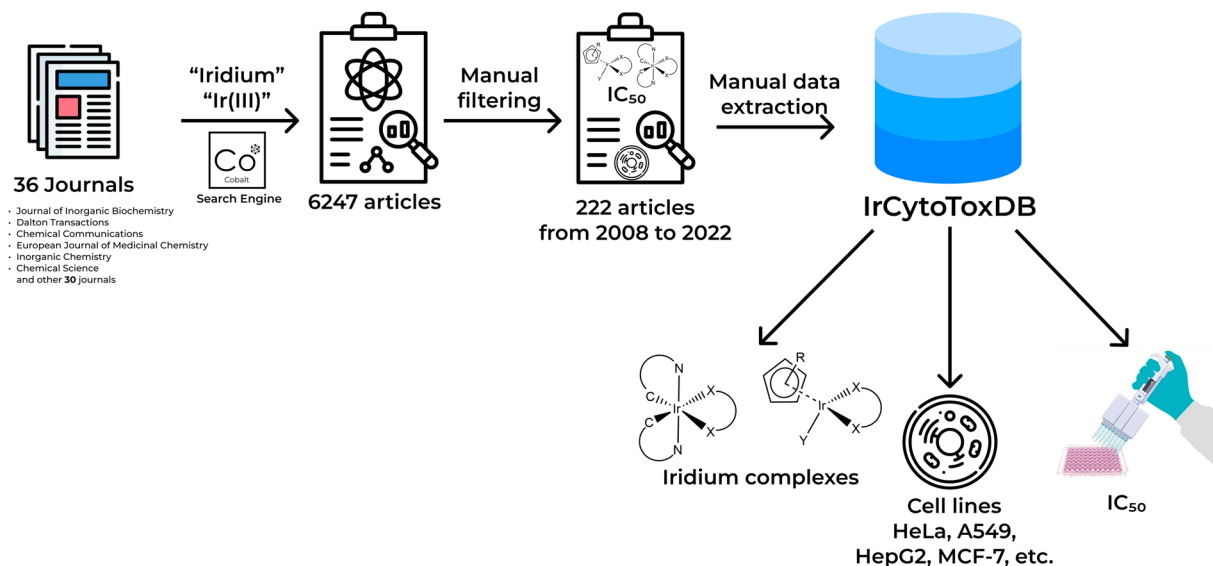 36 Journals
· Journal of Inorganic Biochemistry
· Dalton Transactions
· Chemical Communications
· European Journal of Medicinal Chemistry
· Inorganic Chemistry
· Chemical Science
and other 30 journals
“Iridium”
“Ir(III)”
Co
Cobalt
Search Engine
6247 articles
Manual
filtering
R
Ir
X
X
Y
N
C
Ir
X
C
X
N
IC₅₀
222 articles
from 2008 to 2022
Manual data
extraction
IrCytoToxDB
N
C
Ir
X
C
X
N
R
Ir
X
X
Y
Iridium complexes
Cell lines
HeLa, A549,
HepG2, MCF-7, etc.
IC₅₀